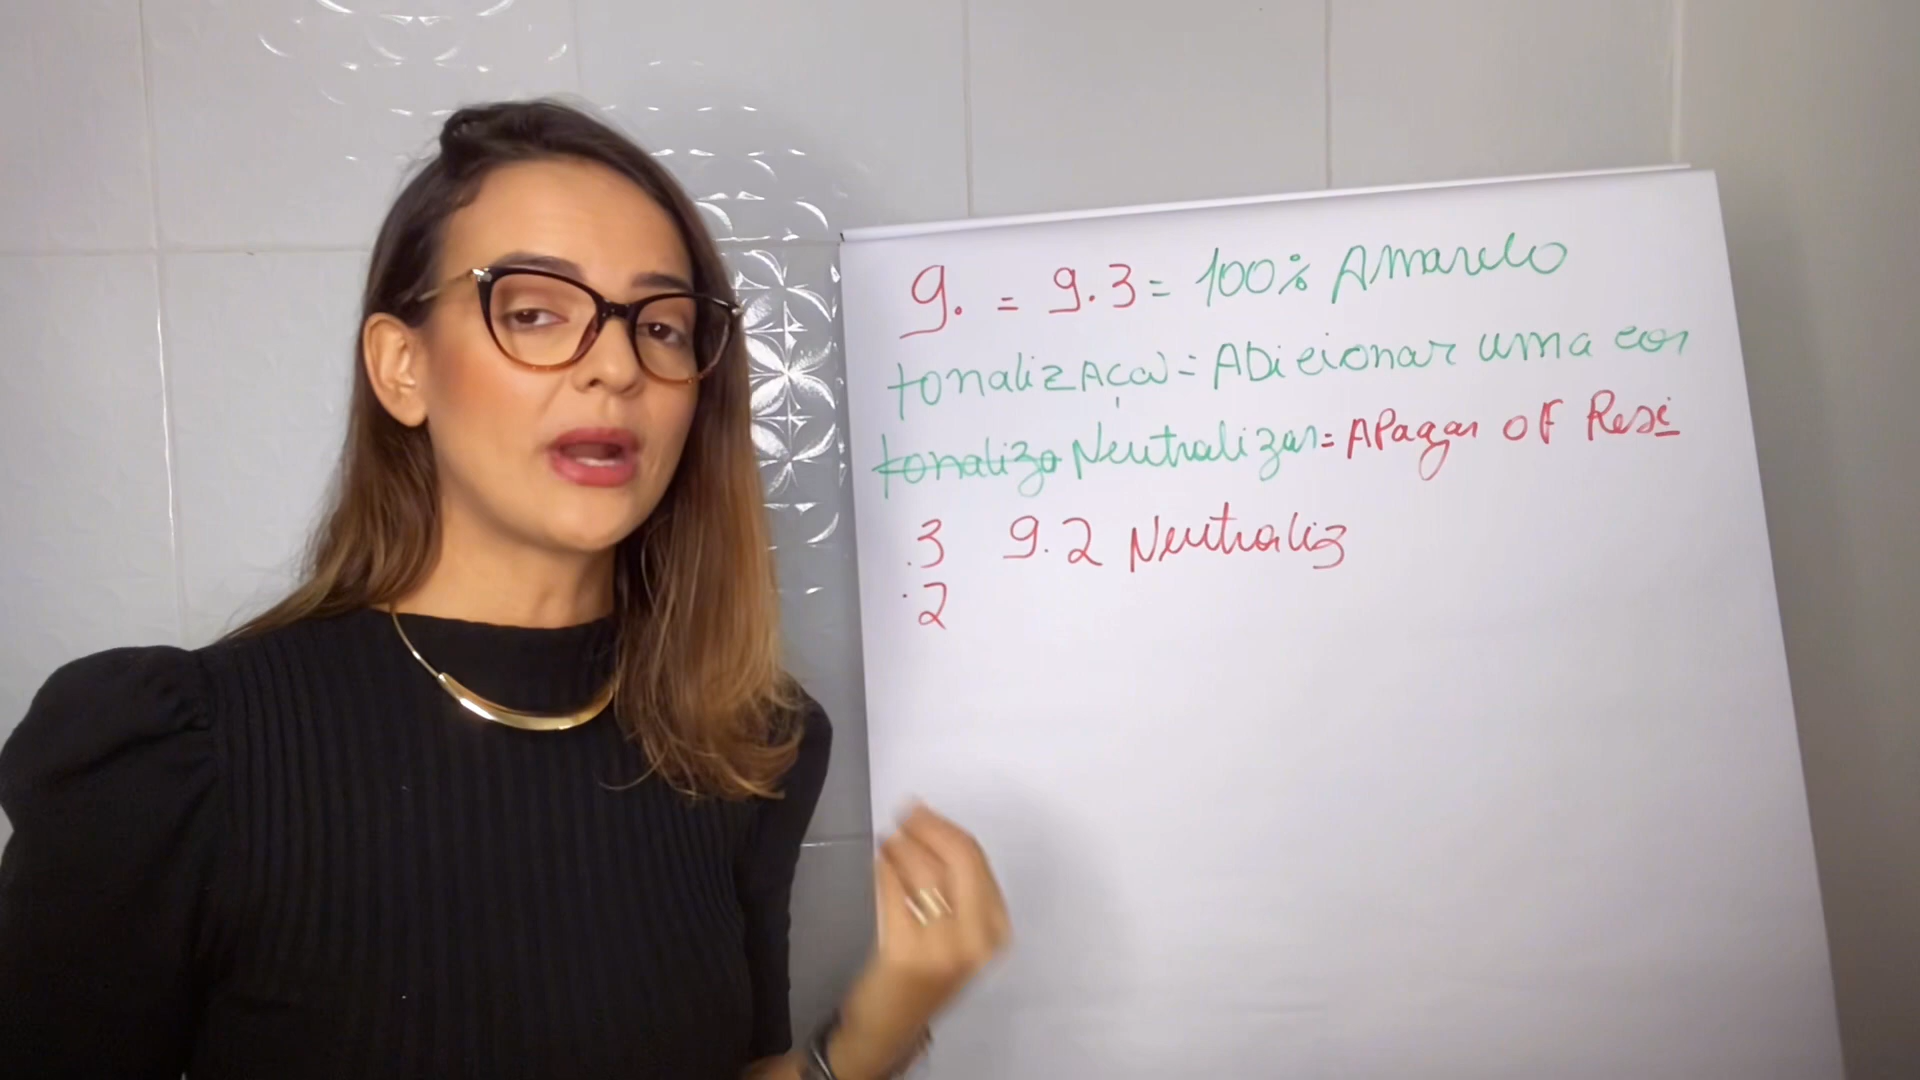 9. = 9.3 = 100% Amarelo
tonalização = Adicionar uma cor
tonalizo Neutralizar = Apagar o F Resi
.3 9.2 Neutraliz
.2